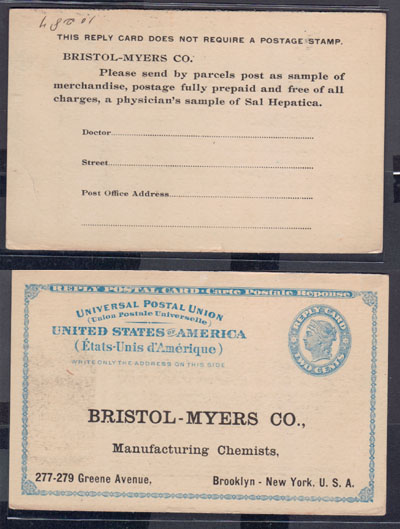 THIS REPLY CARD DOES NOT REQUIRE A POSTAGE STAMP.
BRISTOL-MYERS CO.
Please send by parcels post as sample of
merchandise, postage fully prepaid and free of all
charges, a physician's sample of Sal Hepatica.
Doctor
Street
Post Office Address
REPLY POSTAL CARD - Carte Postale Réponse
UNIVERSAL POSTAL UNION
(Union Postale Universelle)
UNITED STATES OF AMERICA
(États-Unis d'Amérique)
WRITE ONLY THE ADDRESS ON THIS SIDE
REPLY CARD
TWO CENTS
BRISTOL-MYERS CO.,
Manufacturing Chemists,
277-279 Greene Avenue, Brooklyn - New York, U. S. A.